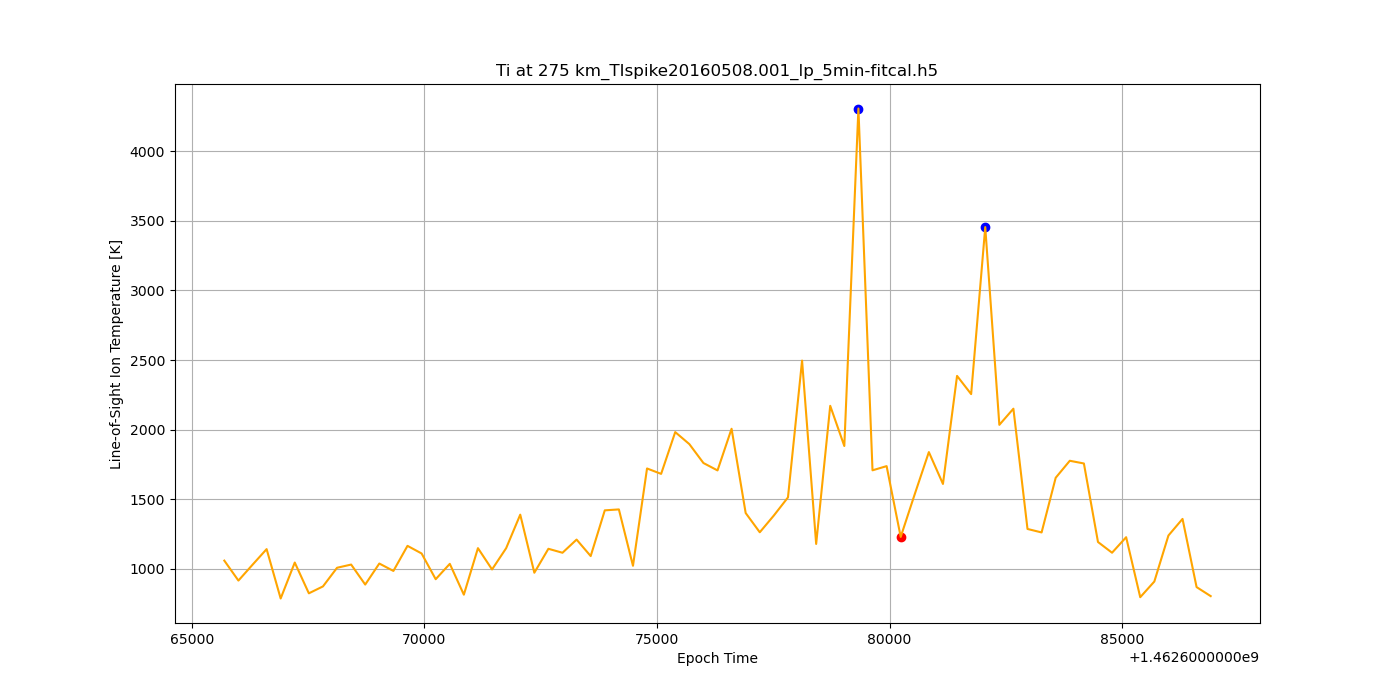 Ti at 275 km_TIspike20160508.001_lp_5min-fitcal.h5
Line-of-Sight Ion Temperature [K]
4000
3500
3000
2500
2000
1500
1000
65000 70000 75000 80000 85000
Epoch Time
+1.4626000000e9